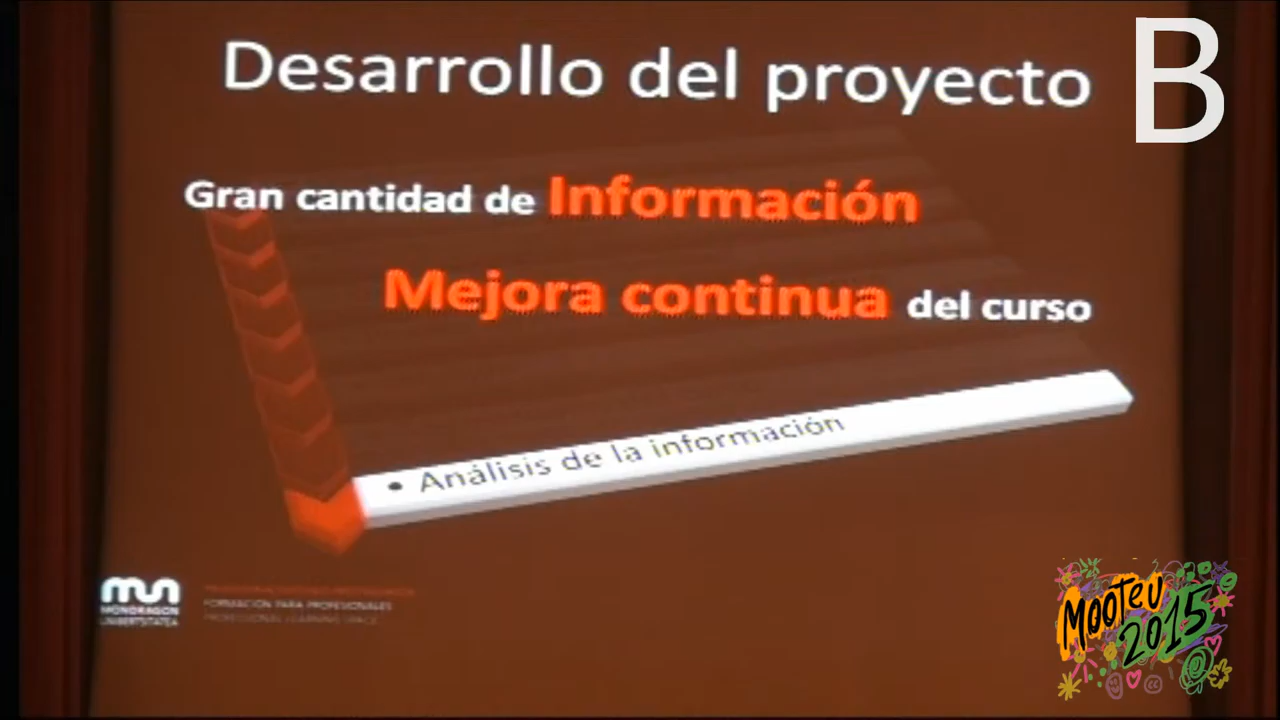 Desarrollo del proyecto
B
Gran cantidad de Información
Mejora continua del curso
• Análisis de la información
MONDRAGON
UNIBERTSITATEA
FORMACIÓN PARA PROFESIONALES
PROFESSIONAL LEARNING SPACE
MOOTEU
2015